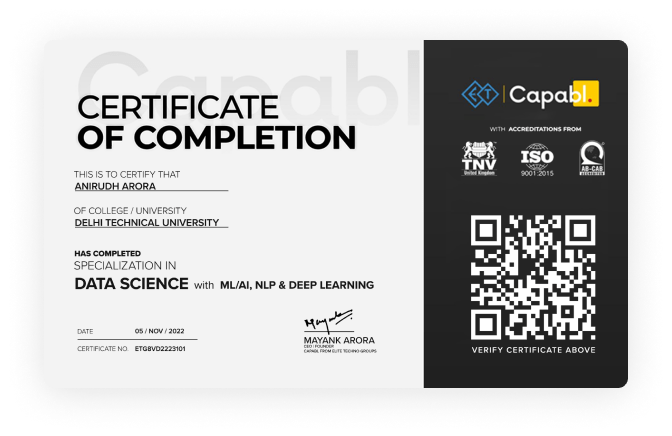 Capabl.
CERTIFICATE
OF COMPLETION
THIS IS TO CERTIFY THAT
ANIRUDH ARORA
OF COLLEGE / UNIVERSITY
DELHI TECHNICAL UNIVERSITY
HAS COMPLETED
SPECIALIZATION IN
DATA SCIENCE with ML/AI, NLP & DEEP LEARNING
DATE 05 / NOV / 2022
CERTIFICATE NO. ETG8VD2223101
MAYANK ARORA
CEO | FOUNDER
CAPABL FROM ELITE TECHNO GROUPS
ET Capabl.
WITH ACCREDITATIONS FROM
TNV
United Kingdom
ISO
9001:2015
AB-CAB
ACCREDITED
VERIFY CERTIFICATE ABOVE